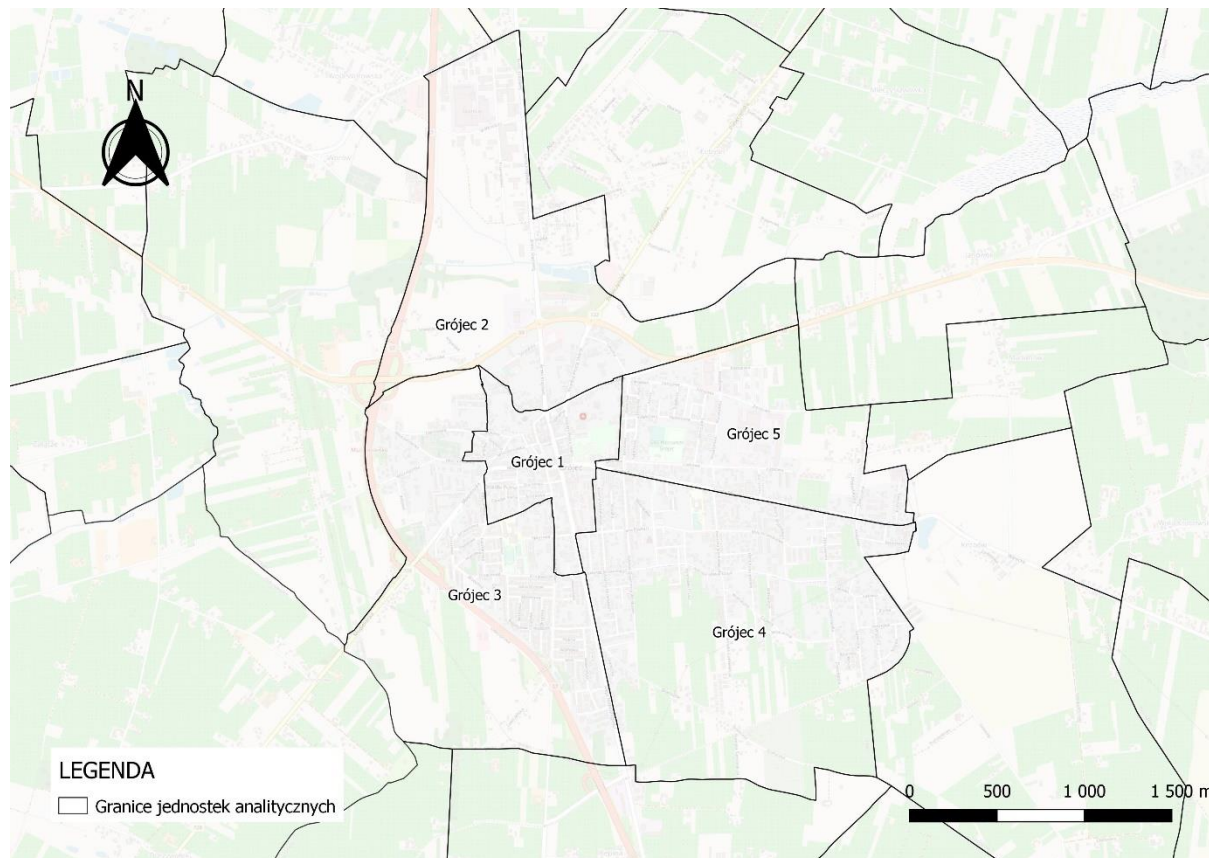 N
Grójec 2
Grójec 5
Grójec 1
Grójec 3
Grójec 4
LEGENDA
Granice jednostek analitycznych
0 500 1 000 1 500 m